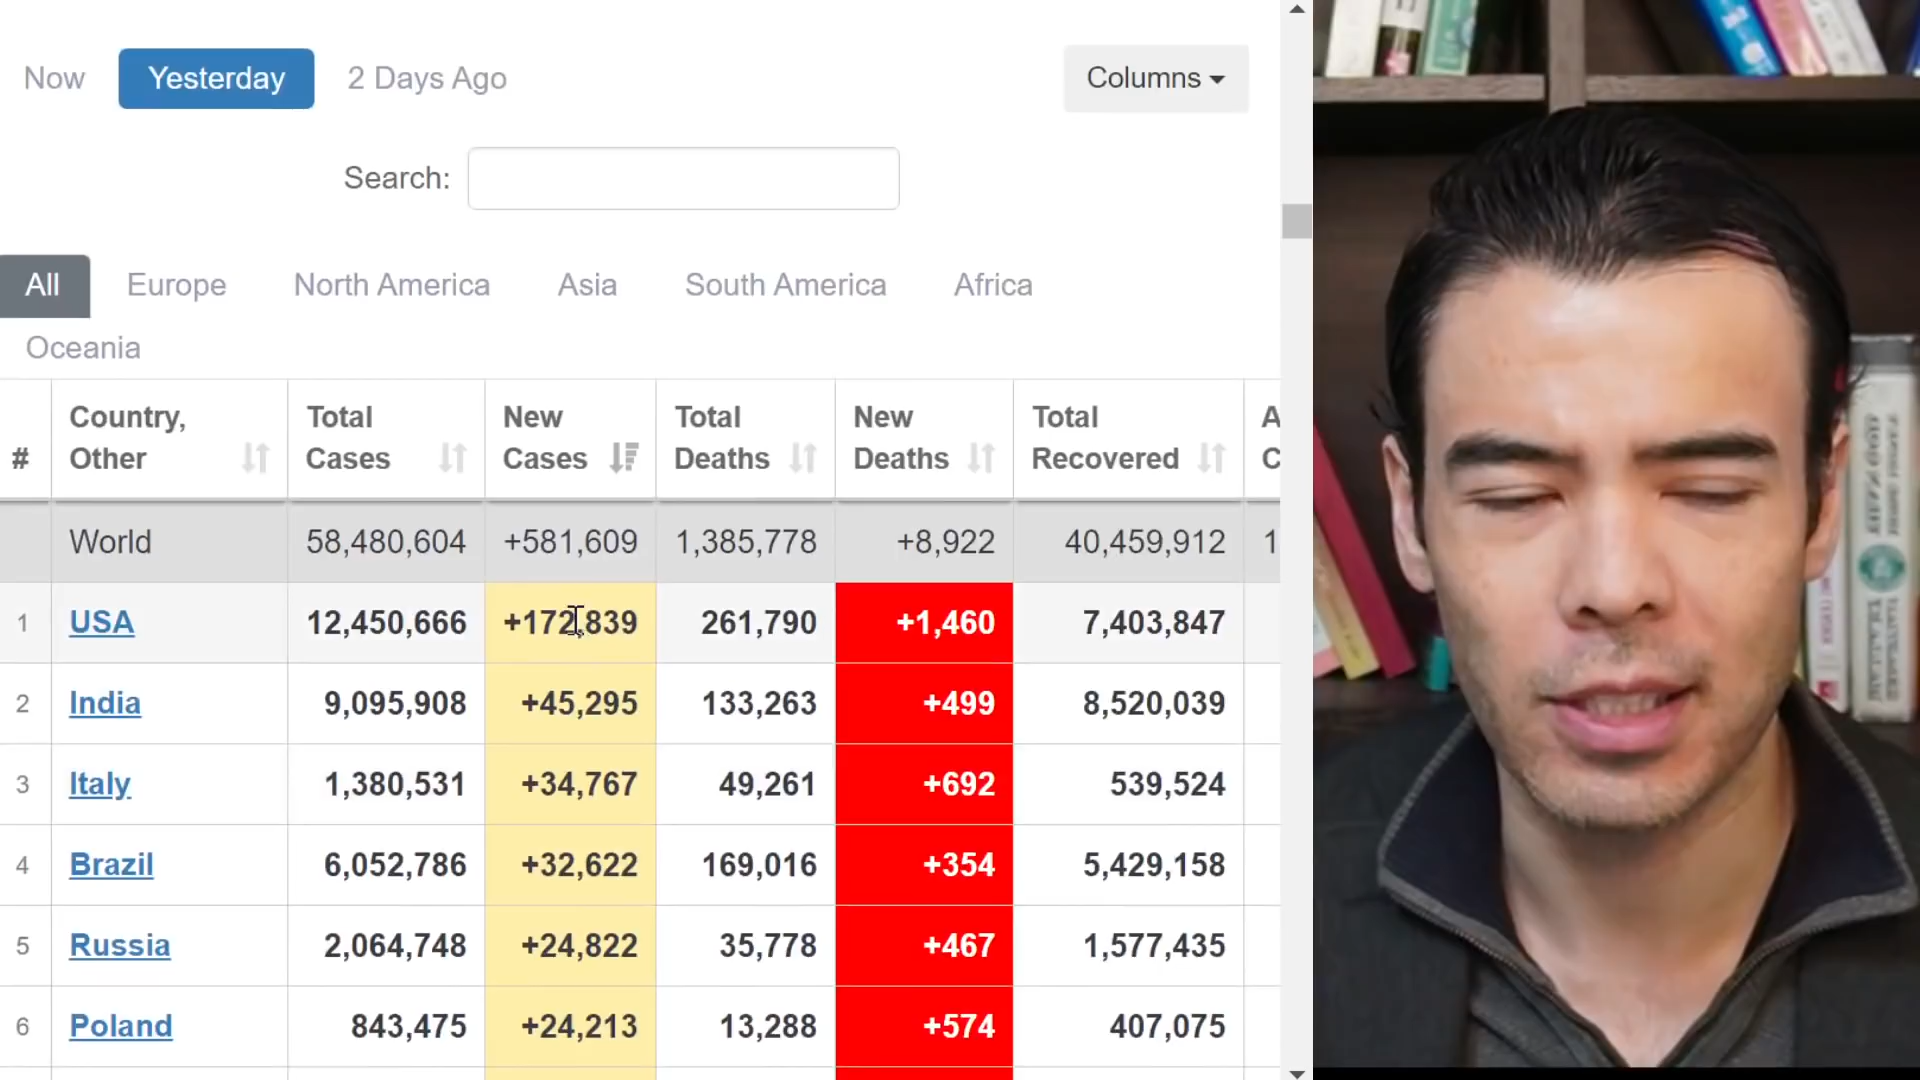 Now Yesterday 2 Days Ago Columns
Search:
All Europe North America Asia South America Africa
Oceania
# Country, Other Total Cases New Cases Total Deaths New Deaths Total Recovered A C
World 58,480,604 +581,609 1,385,778 +8,922 40,459,912 1
1 USA 12,450,666 +172,839 261,790 +1,460 7,403,847
2 India 9,095,908 +45,295 133,263 +499 8,520,039
3 Italy 1,380,531 +34,767 49,261 +692 539,524
4 Brazil 6,052,786 +32,622 169,016 +354 5,429,158
5 Russia 2,064,748 +24,822 35,778 +467 1,577,435
6 Poland 843,475 +24,213 13,288 +574 407,075